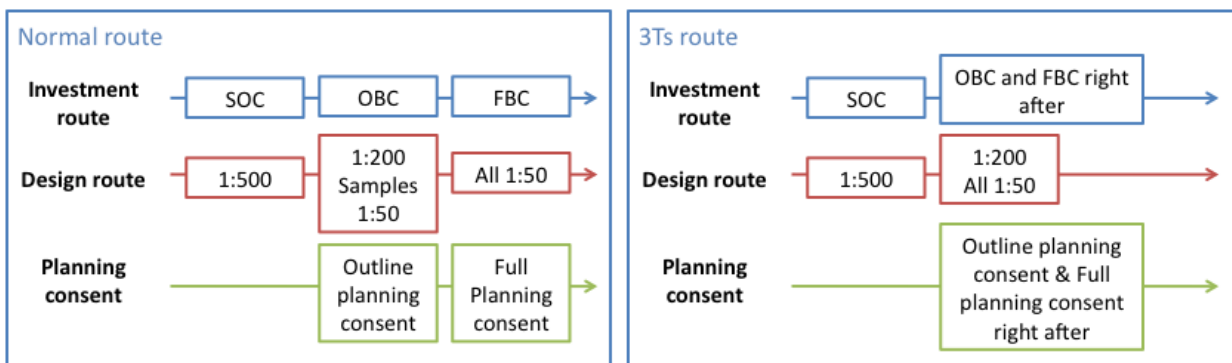 Normal route
Investment
route
SOC
OBC
FBC
Design route
1:500
1:200
Samples
1:50
All 1:50
Planning
consent
Outline
planning
consent
Full
Planning
consent
3Ts route
Investment
route
SOC
OBC and FBC right
after
Design route
1:500
1:200
All 1:50
Planning
consent
Outline planning
consent & Full
planning consent
right after